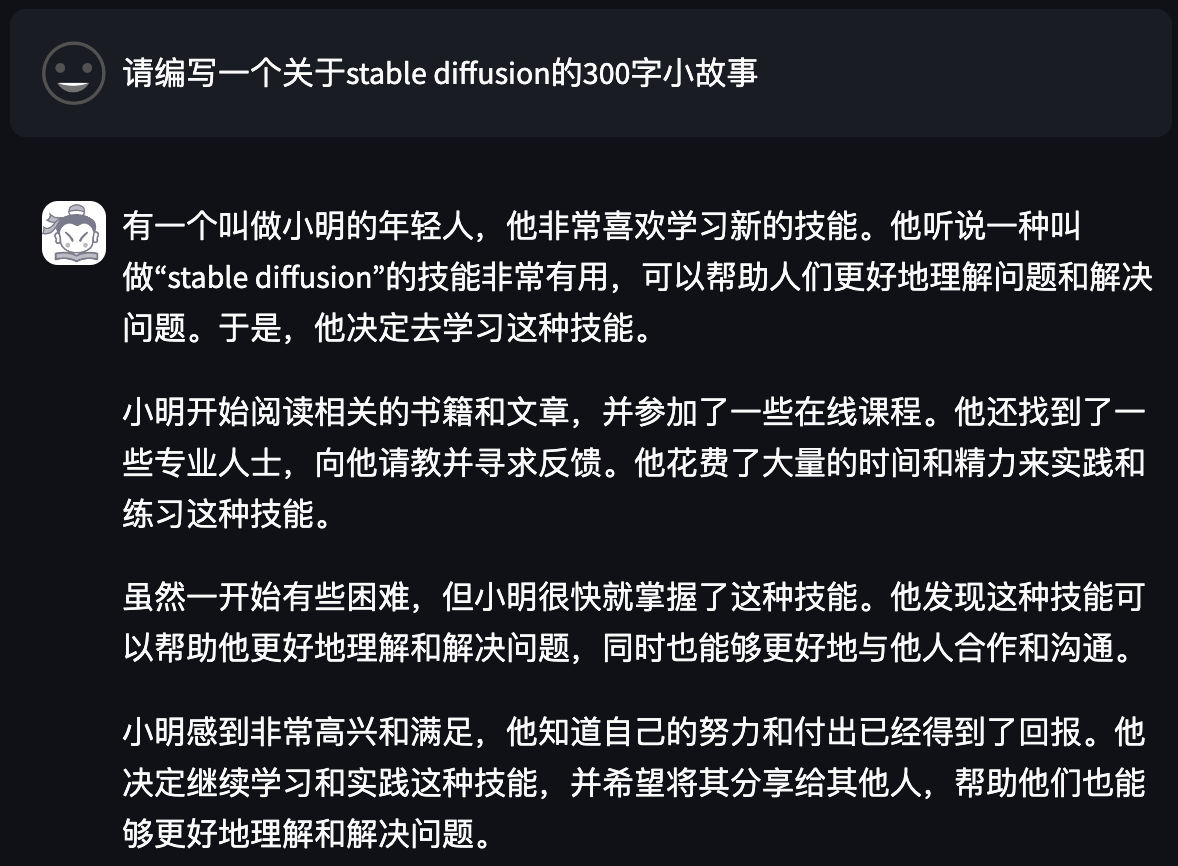 请编写一个关于stable diffusion的300字小故事
有一个叫做小明的年轻人，他非常喜欢学习新的技能。他听说一种叫
做“stable diffusion”的技能非常有用，可以帮助人们更好地理解问题和解决
问题。于是，他决定去学习这种技能。
小明开始阅读相关的书籍和文章，并参加了一些在线课程。他还找到了一
些专业人士，向他请教并寻求反馈。他花费了大量的时间和精力来实践和
练习这种技能。
虽然一开始有些困难，但小明很快就掌握了这种技能。他发现这种技能可
以帮助他更好地理解和解决问题，同时也能够更好地与他人合作和沟通。
小明感到非常高兴和满足，他知道自己的努力和付出已经得到了回报。他
决定继续学习和实践这种技能，并希望将其分享给其他人，帮助他们也能
够更好地理解和解决问题。